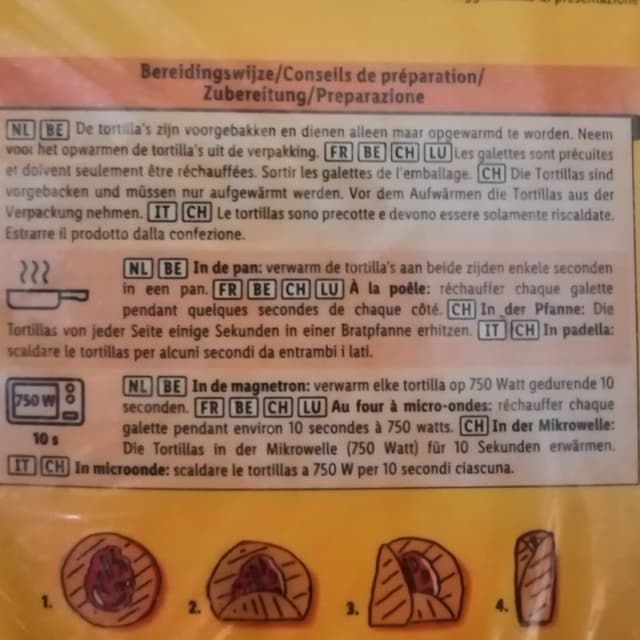 Bereidingswijze/Conseils de préparation/
Zubereitung/Preparazione
NL BE De tortilla's zijn voorgebakken en dienen alleen maar opgewarmd te worden. Neem
voor het opwarmen de tortilla's uit de verpakking. FR BE CH LU Les galettes sont précuites
et doivent seulement être réchauffées. Sortir les galettes de l'emballage. CH Die Tortillas sind
vorgebacken und müssen nur aufgewärmt werden. Vor dem Aufwärmen die Tortillas aus der
Verpackung nehmen. IT CH Le tortillas sono precotte e devono essere solamente riscaldate.
Estrarre il prodotto dalla confezione.
NL BE In de pan: verwarm de tortilla's aan beide zijden enkele seconden
in een pan. FR BE CH LU À la poêle: réchauffer chaque galette
pendant quelques secondes de chaque côté. CH In der Pfanne: Die
Tortillas von jeder Seite einige Sekunden in einer Bratpfanne erhitzen. IT CH In padella:
scaldare le tortillas per alcuni secondi da entrambi i lati.
NL BE In de magnetron: verwarm elke tortilla op 750 Watt gedurende 10
seconden. FR BE CH LU Au four à micro-ondes: réchauffer chaque
galette pendant environ 10 secondes à 750 watts. CH In der Mikrowelle:
Die Tortillas in der Mikrowelle (750 Watt) für 10 Sekunden erwärmen.
IT CH In microonde: scaldare le tortillas a 750 W per 10 secondi ciascuna.
750 W
10 s
1. 2. 3. 4.